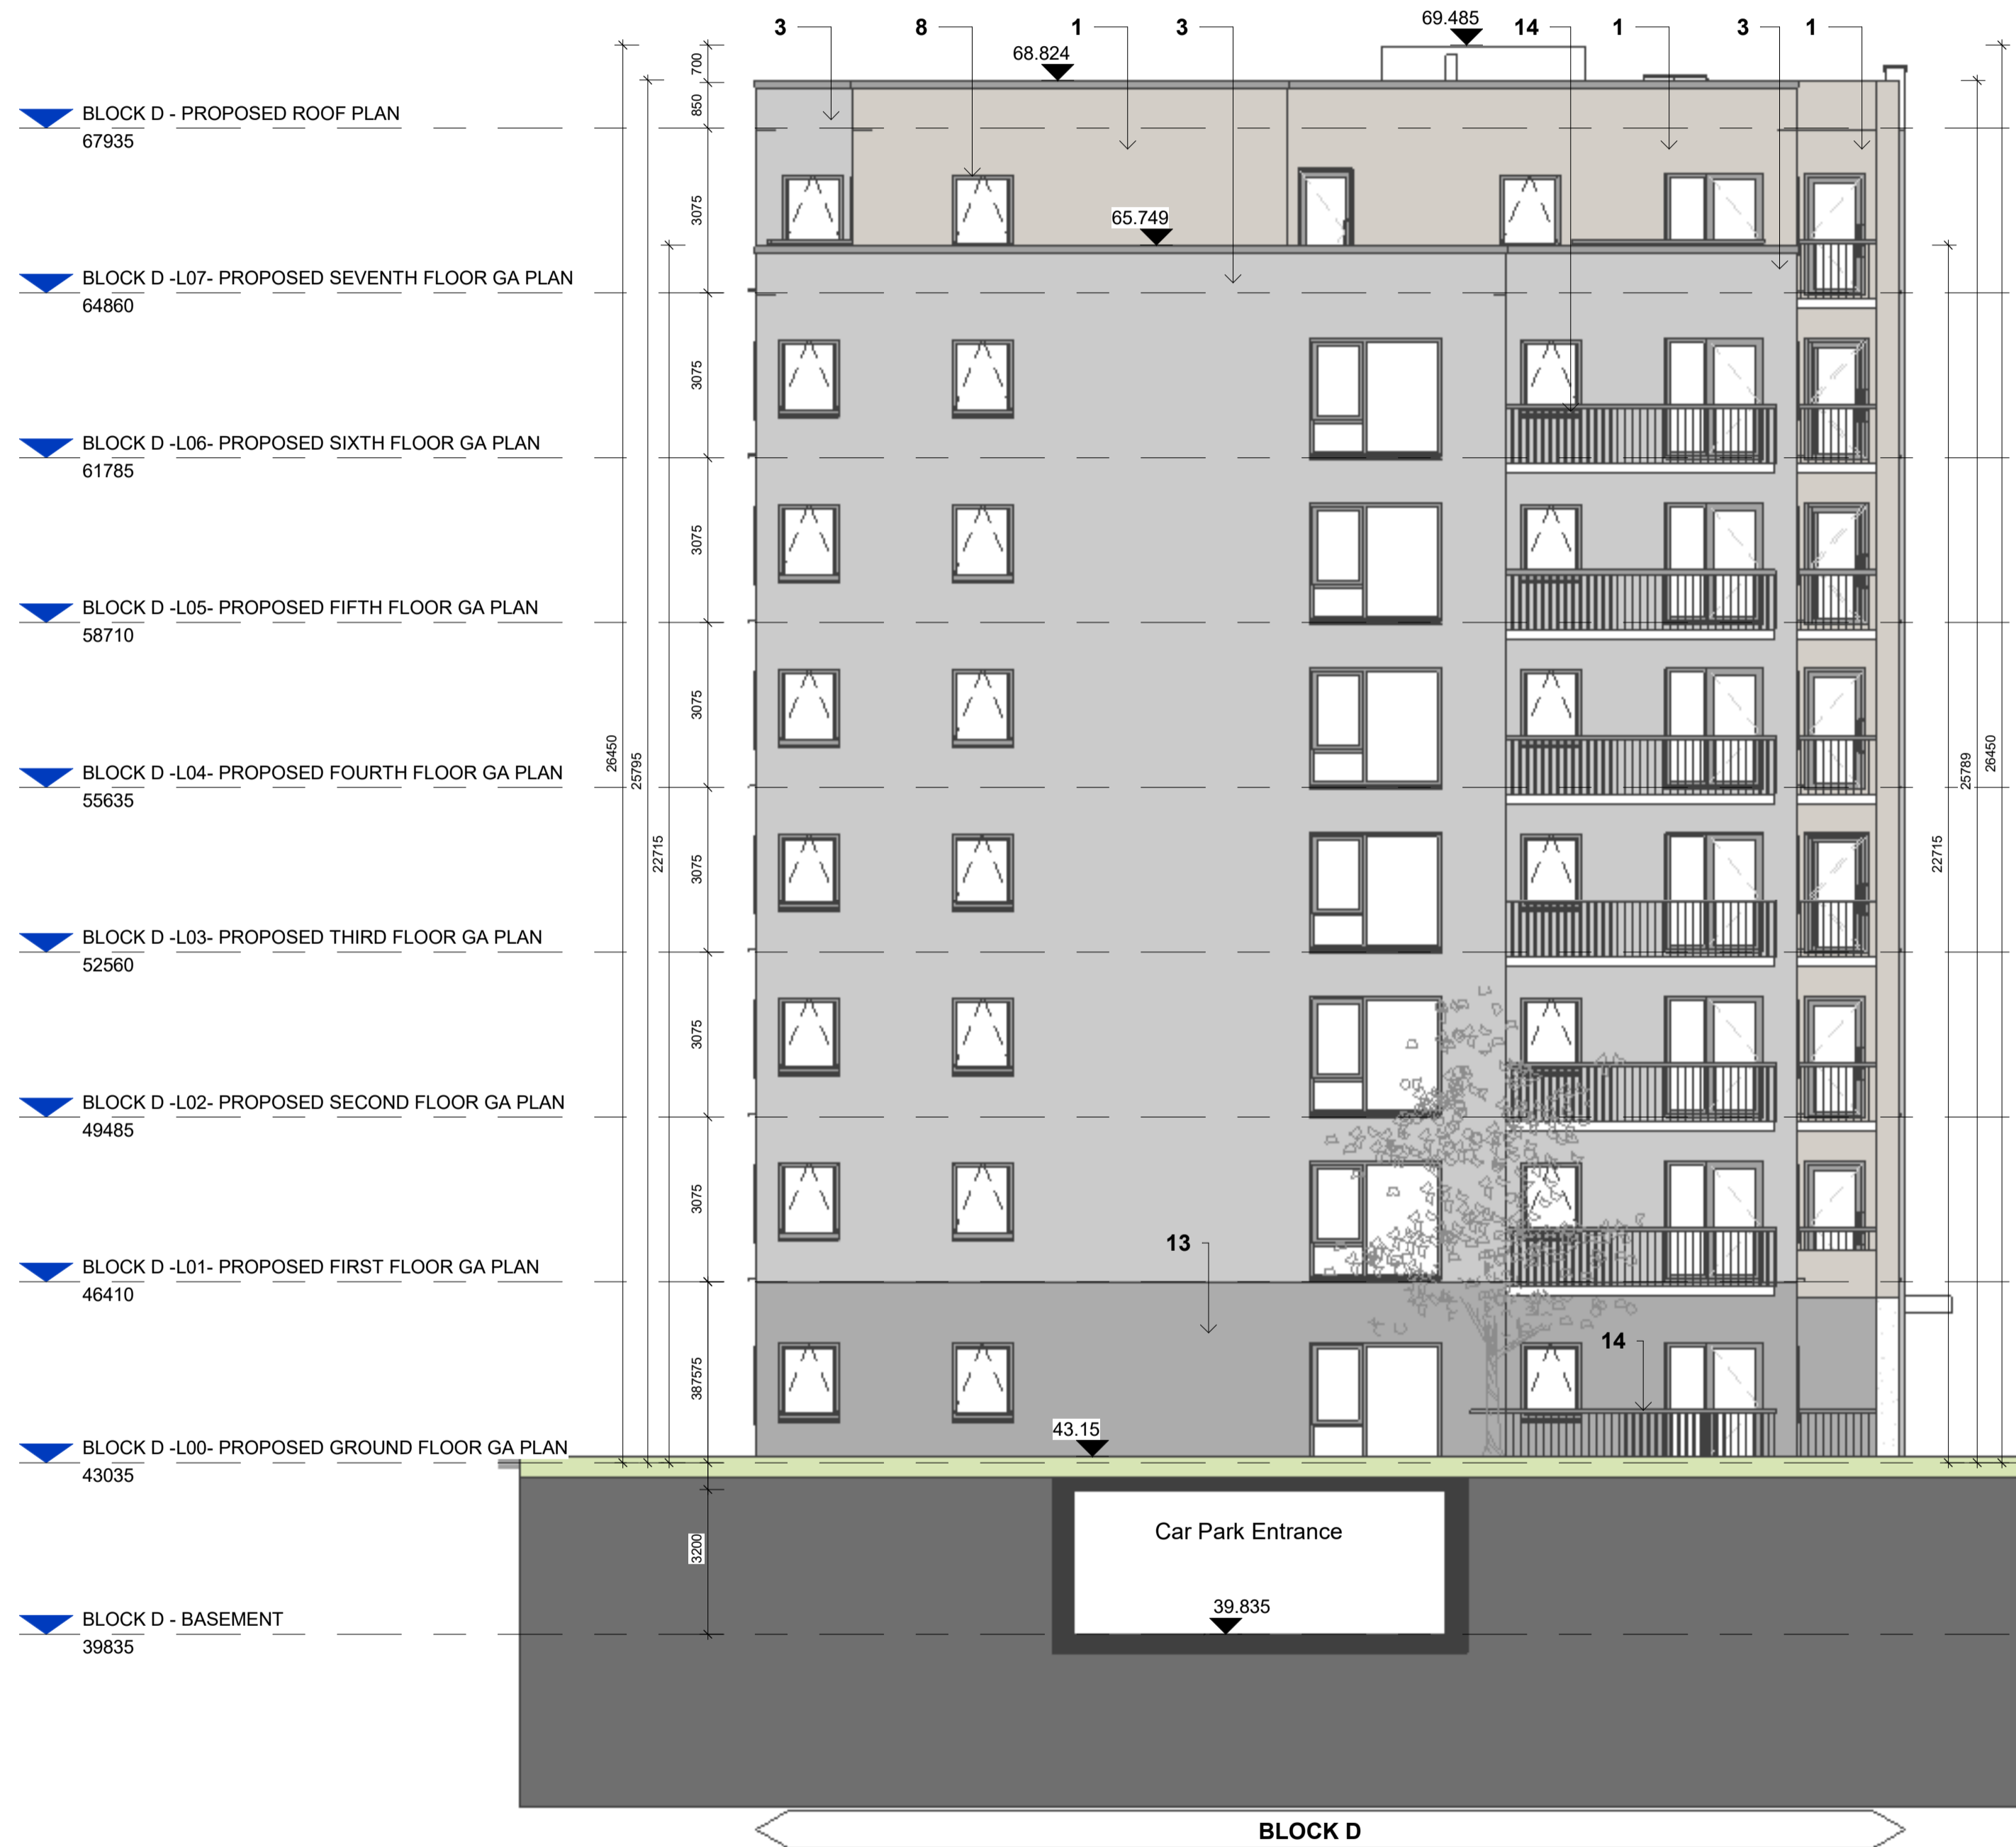 3 8 1 3 14 1 3 1
69.485
68.824
700
850
BLOCK D - PROPOSED ROOF PLAN
67935
3075
65.749
BLOCK D -L07- PROPOSED SEVENTH FLOOR GA PLAN
64860
3075
BLOCK D -L06- PROPOSED SIXTH FLOOR GA PLAN
61785
3075
BLOCK D -L05- PROPOSED FIFTH FLOOR GA PLAN
58710
3075
26450
25795
25789
26450
BLOCK D -L04- PROPOSED FOURTH FLOOR GA PLAN
55635
22715
3075
22715
BLOCK D -L03- PROPOSED THIRD FLOOR GA PLAN
52560
3075
BLOCK D -L02- PROPOSED SECOND FLOOR GA PLAN
49485
3075
13
BLOCK D -L01- PROPOSED FIRST FLOOR GA PLAN
46410
14
387575
43.15
BLOCK D -L00- PROPOSED GROUND FLOOR GA PLAN
43035
Car Park Entrance
3200
39.835
BLOCK D - BASEMENT
39835
BLOCK D